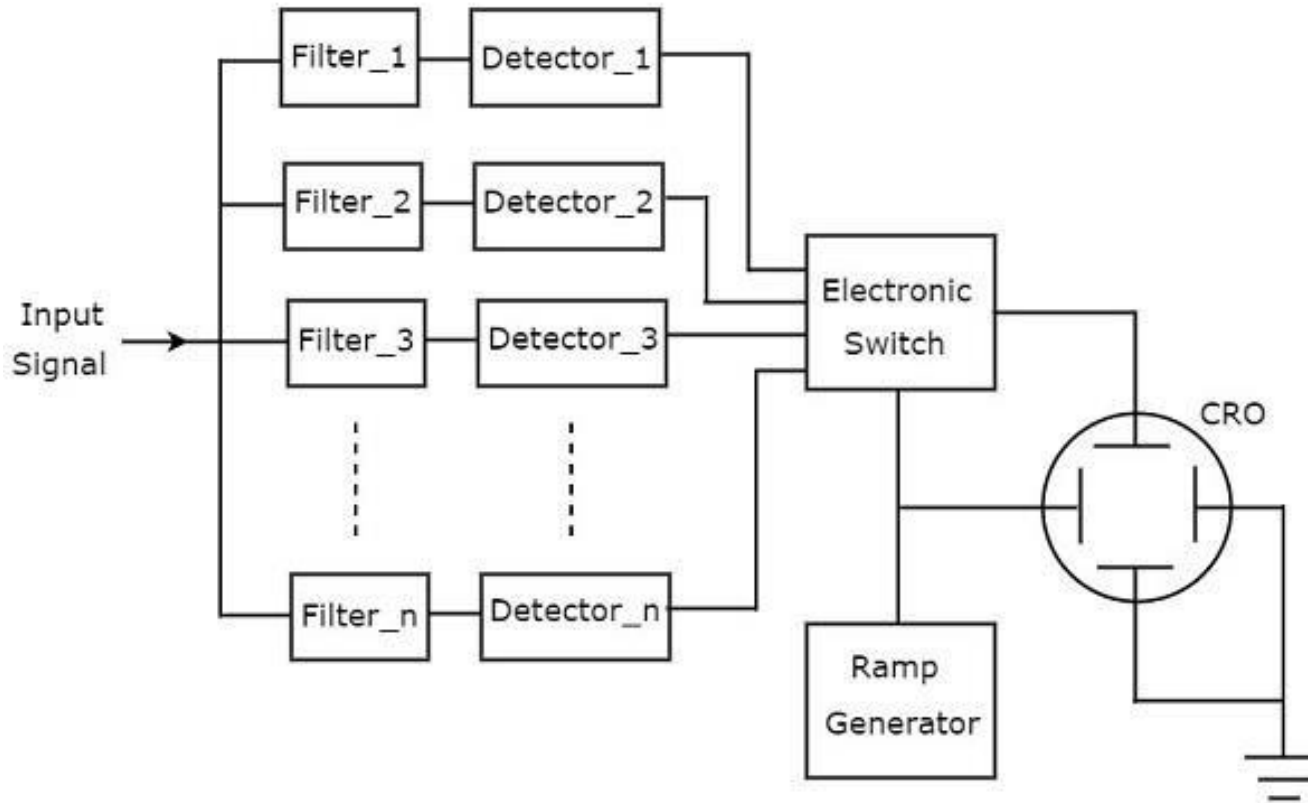 Filter_1
Detector_1
Filter_2
Detector_2
Electronic
Switch
Input
Signal
Filter_3
Detector_3
CRO
Filter_n
Detector_n
Ramp
Generator